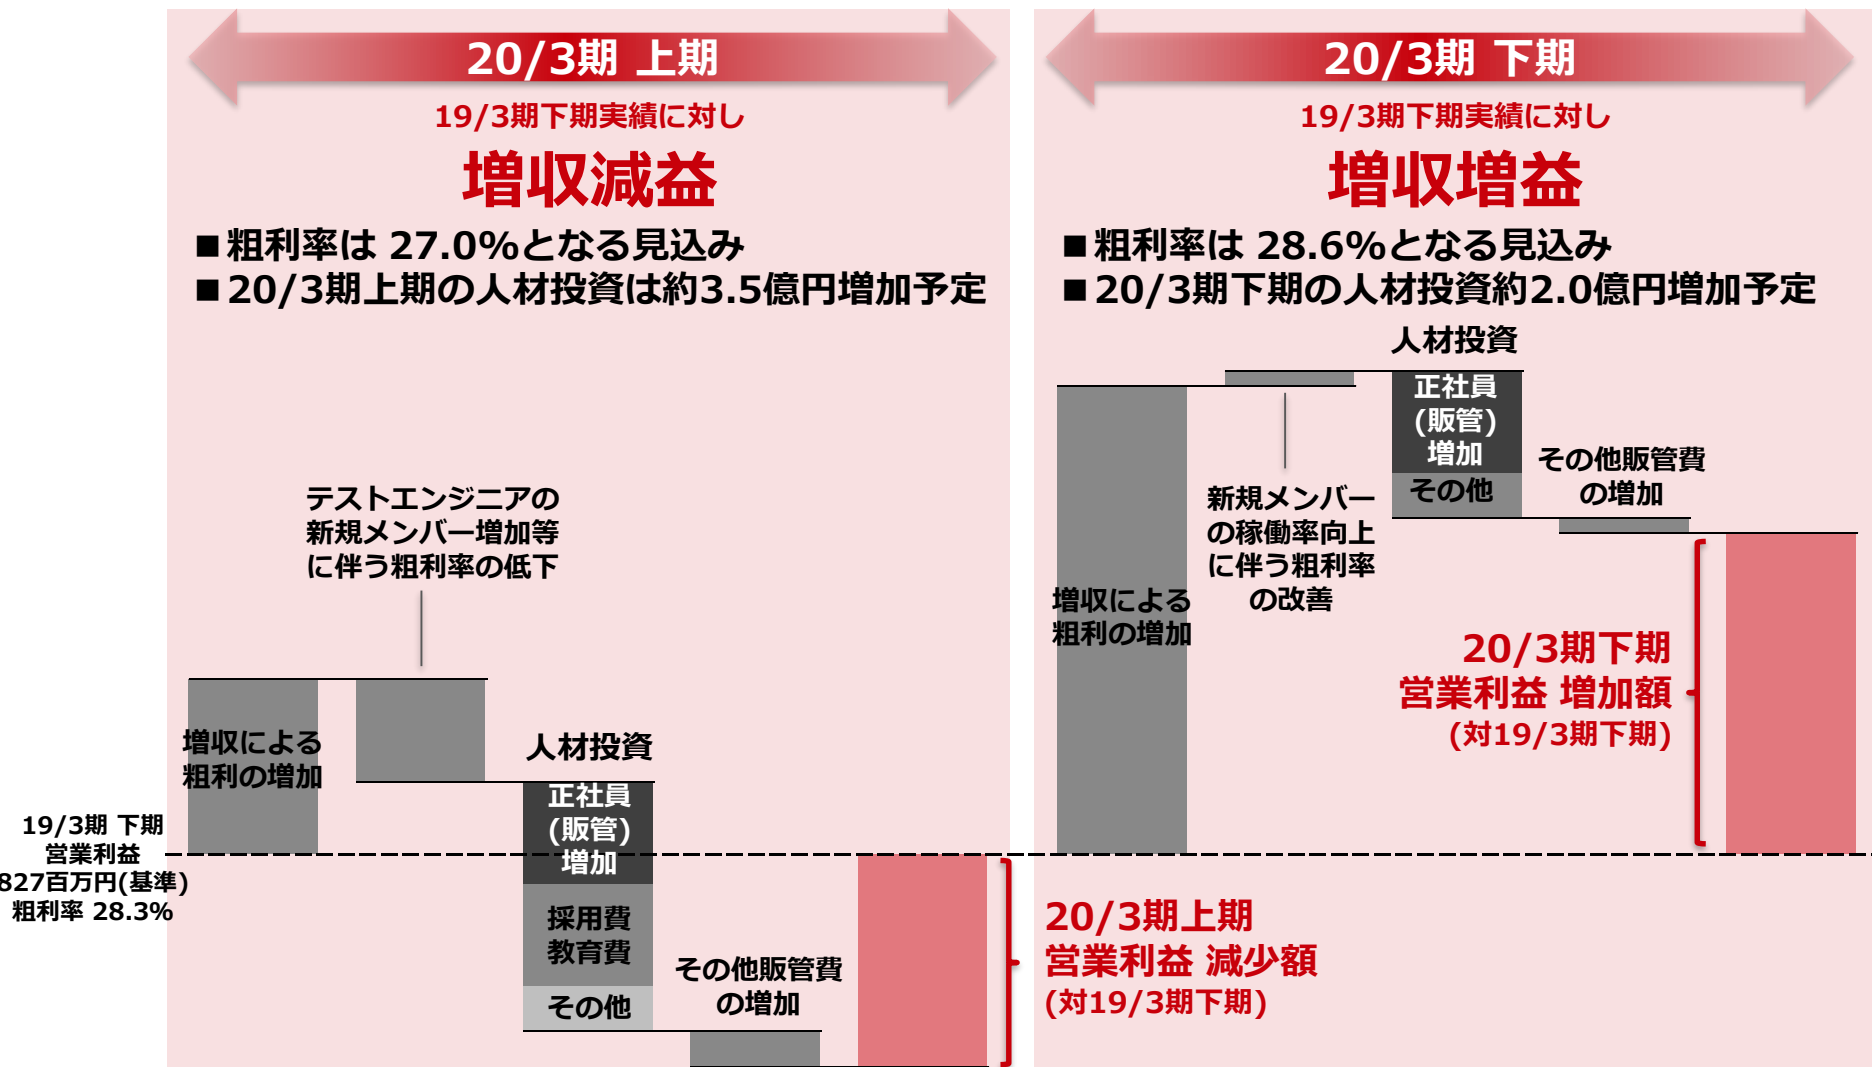 20/3期 上期
19/3期下期実績に対し
増収減益
■粗利率は 27.0%となる見込み
■20/3期上期の人材投資は約3.5億円増加予定
テストエンジニアの
新規メンバー増加等
に伴う粗利率の低下
増収による
粗利の増加
人材投資
正社員
(販管)
増加
採用費
教育費
その他
その他販管費
の増加
19/3期 下期
営業利益
827百万円(基準)
粗利率 28.3%
20/3期上期
営業利益 減少額
(対19/3期下期)
20/3期 下期
19/3期下期実績に対し
増収増益
■粗利率は 28.6%となる見込み
■20/3期下期の人材投資約2.0億円増加予定
人材投資
正社員
(販管)
増加
その他
その他販管費
の増加
新規メンバー
の稼働率向上
に伴う粗利率
の改善
増収による
粗利の増加
20/3期下期
営業利益 増加額
(対19/3期下期)